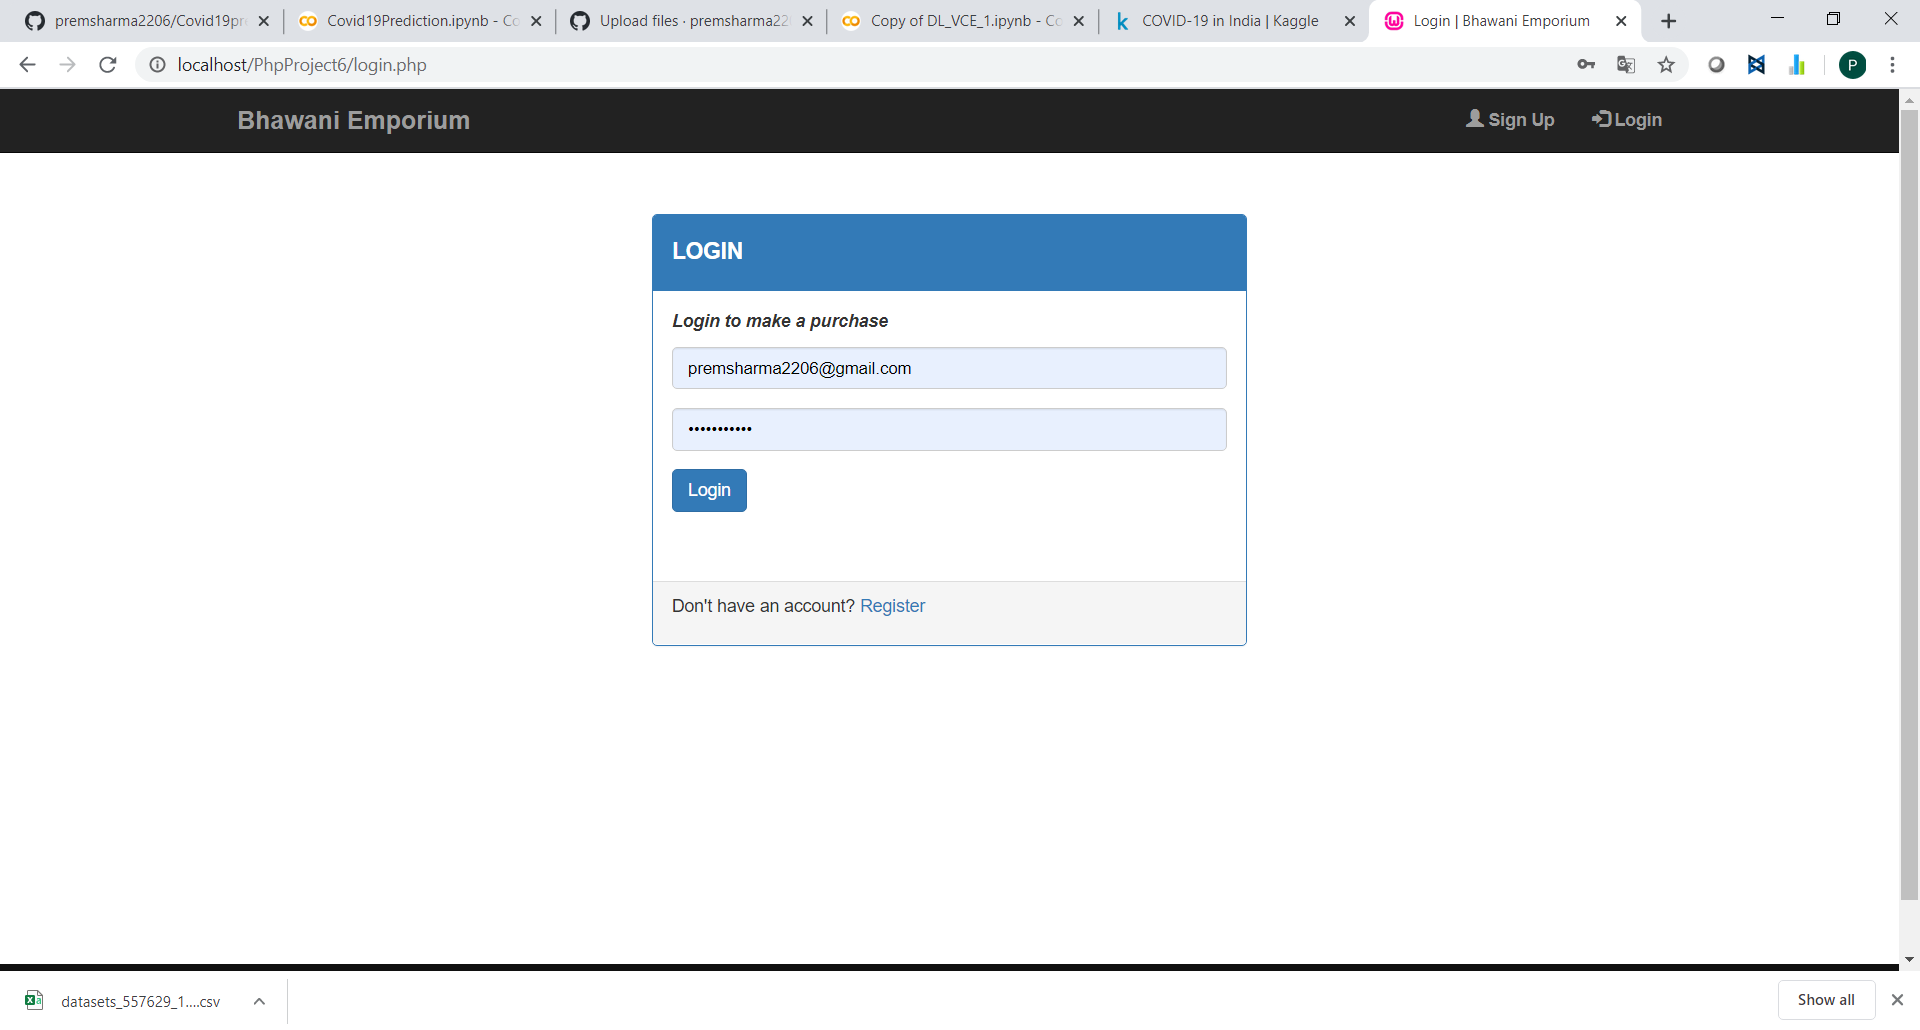 premsharma2206/Covid19pr
Covid19Prediction.ipynb - Co
Upload files · premsharma22
Copy of DL_VCE_1.ipynb - Co
COVID-19 in India | Kaggle
Login | Bhawani Emporium
localhost/PhpProject6/login.php
P
Bhawani Emporium
Sign Up
Login
LOGIN
Login to make a purchase
premsharma2206@gmail.com
•••••••••••
Login
Don't have an account? Register
datasets_557629_1....csv
Show all